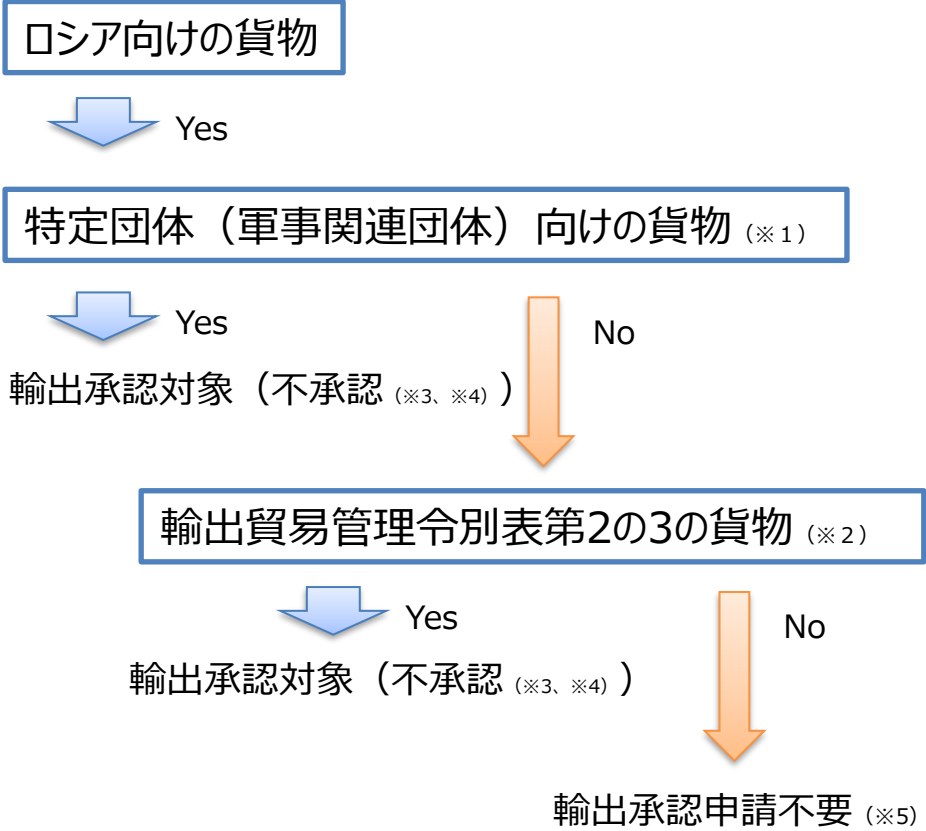 ロシア向けの貨物
Yes
特定団体（軍事関連団体）向けの貨物（※１）
Yes
No
輸出承認対象（不承認（※3、※4））
輸出貿易管理令別表第2の3の貨物（※２）
Yes
No
輸出承認対象（不承認（※3、※4））
輸出承認申請不要（※5）